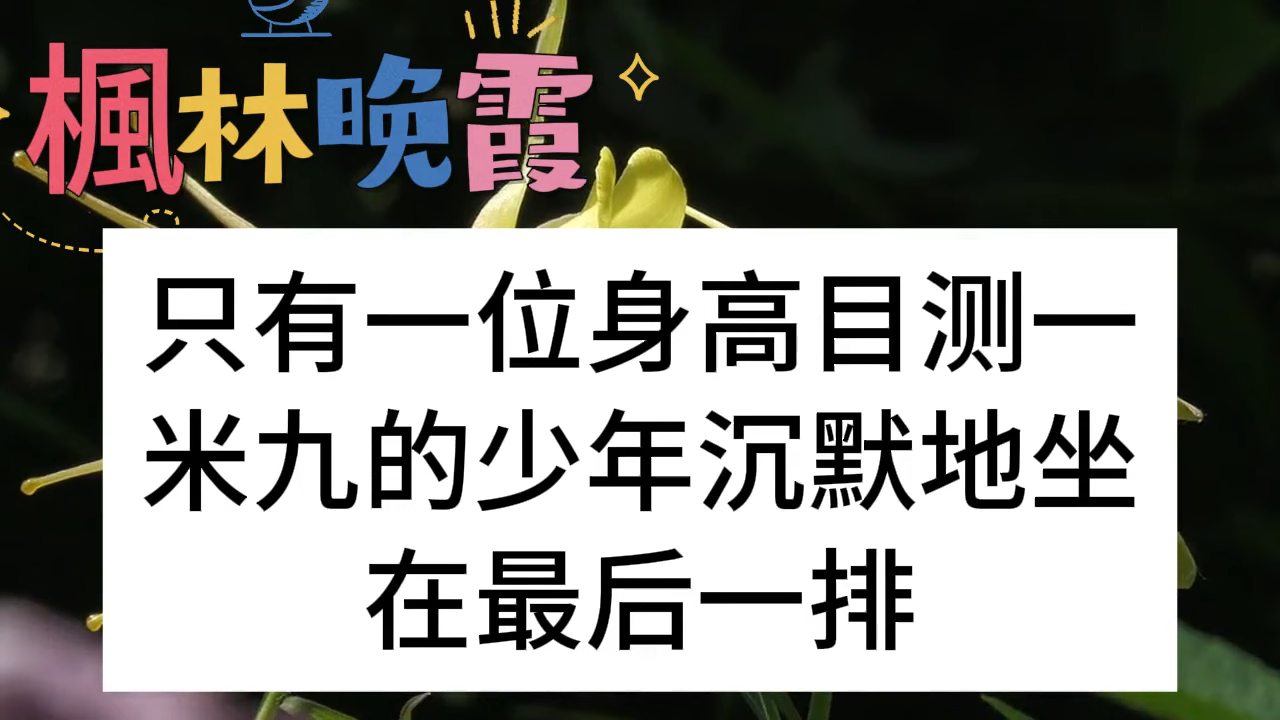 楓林晚霞
只有一位身高目测一
米九的少年沉默地坐
在最后一排